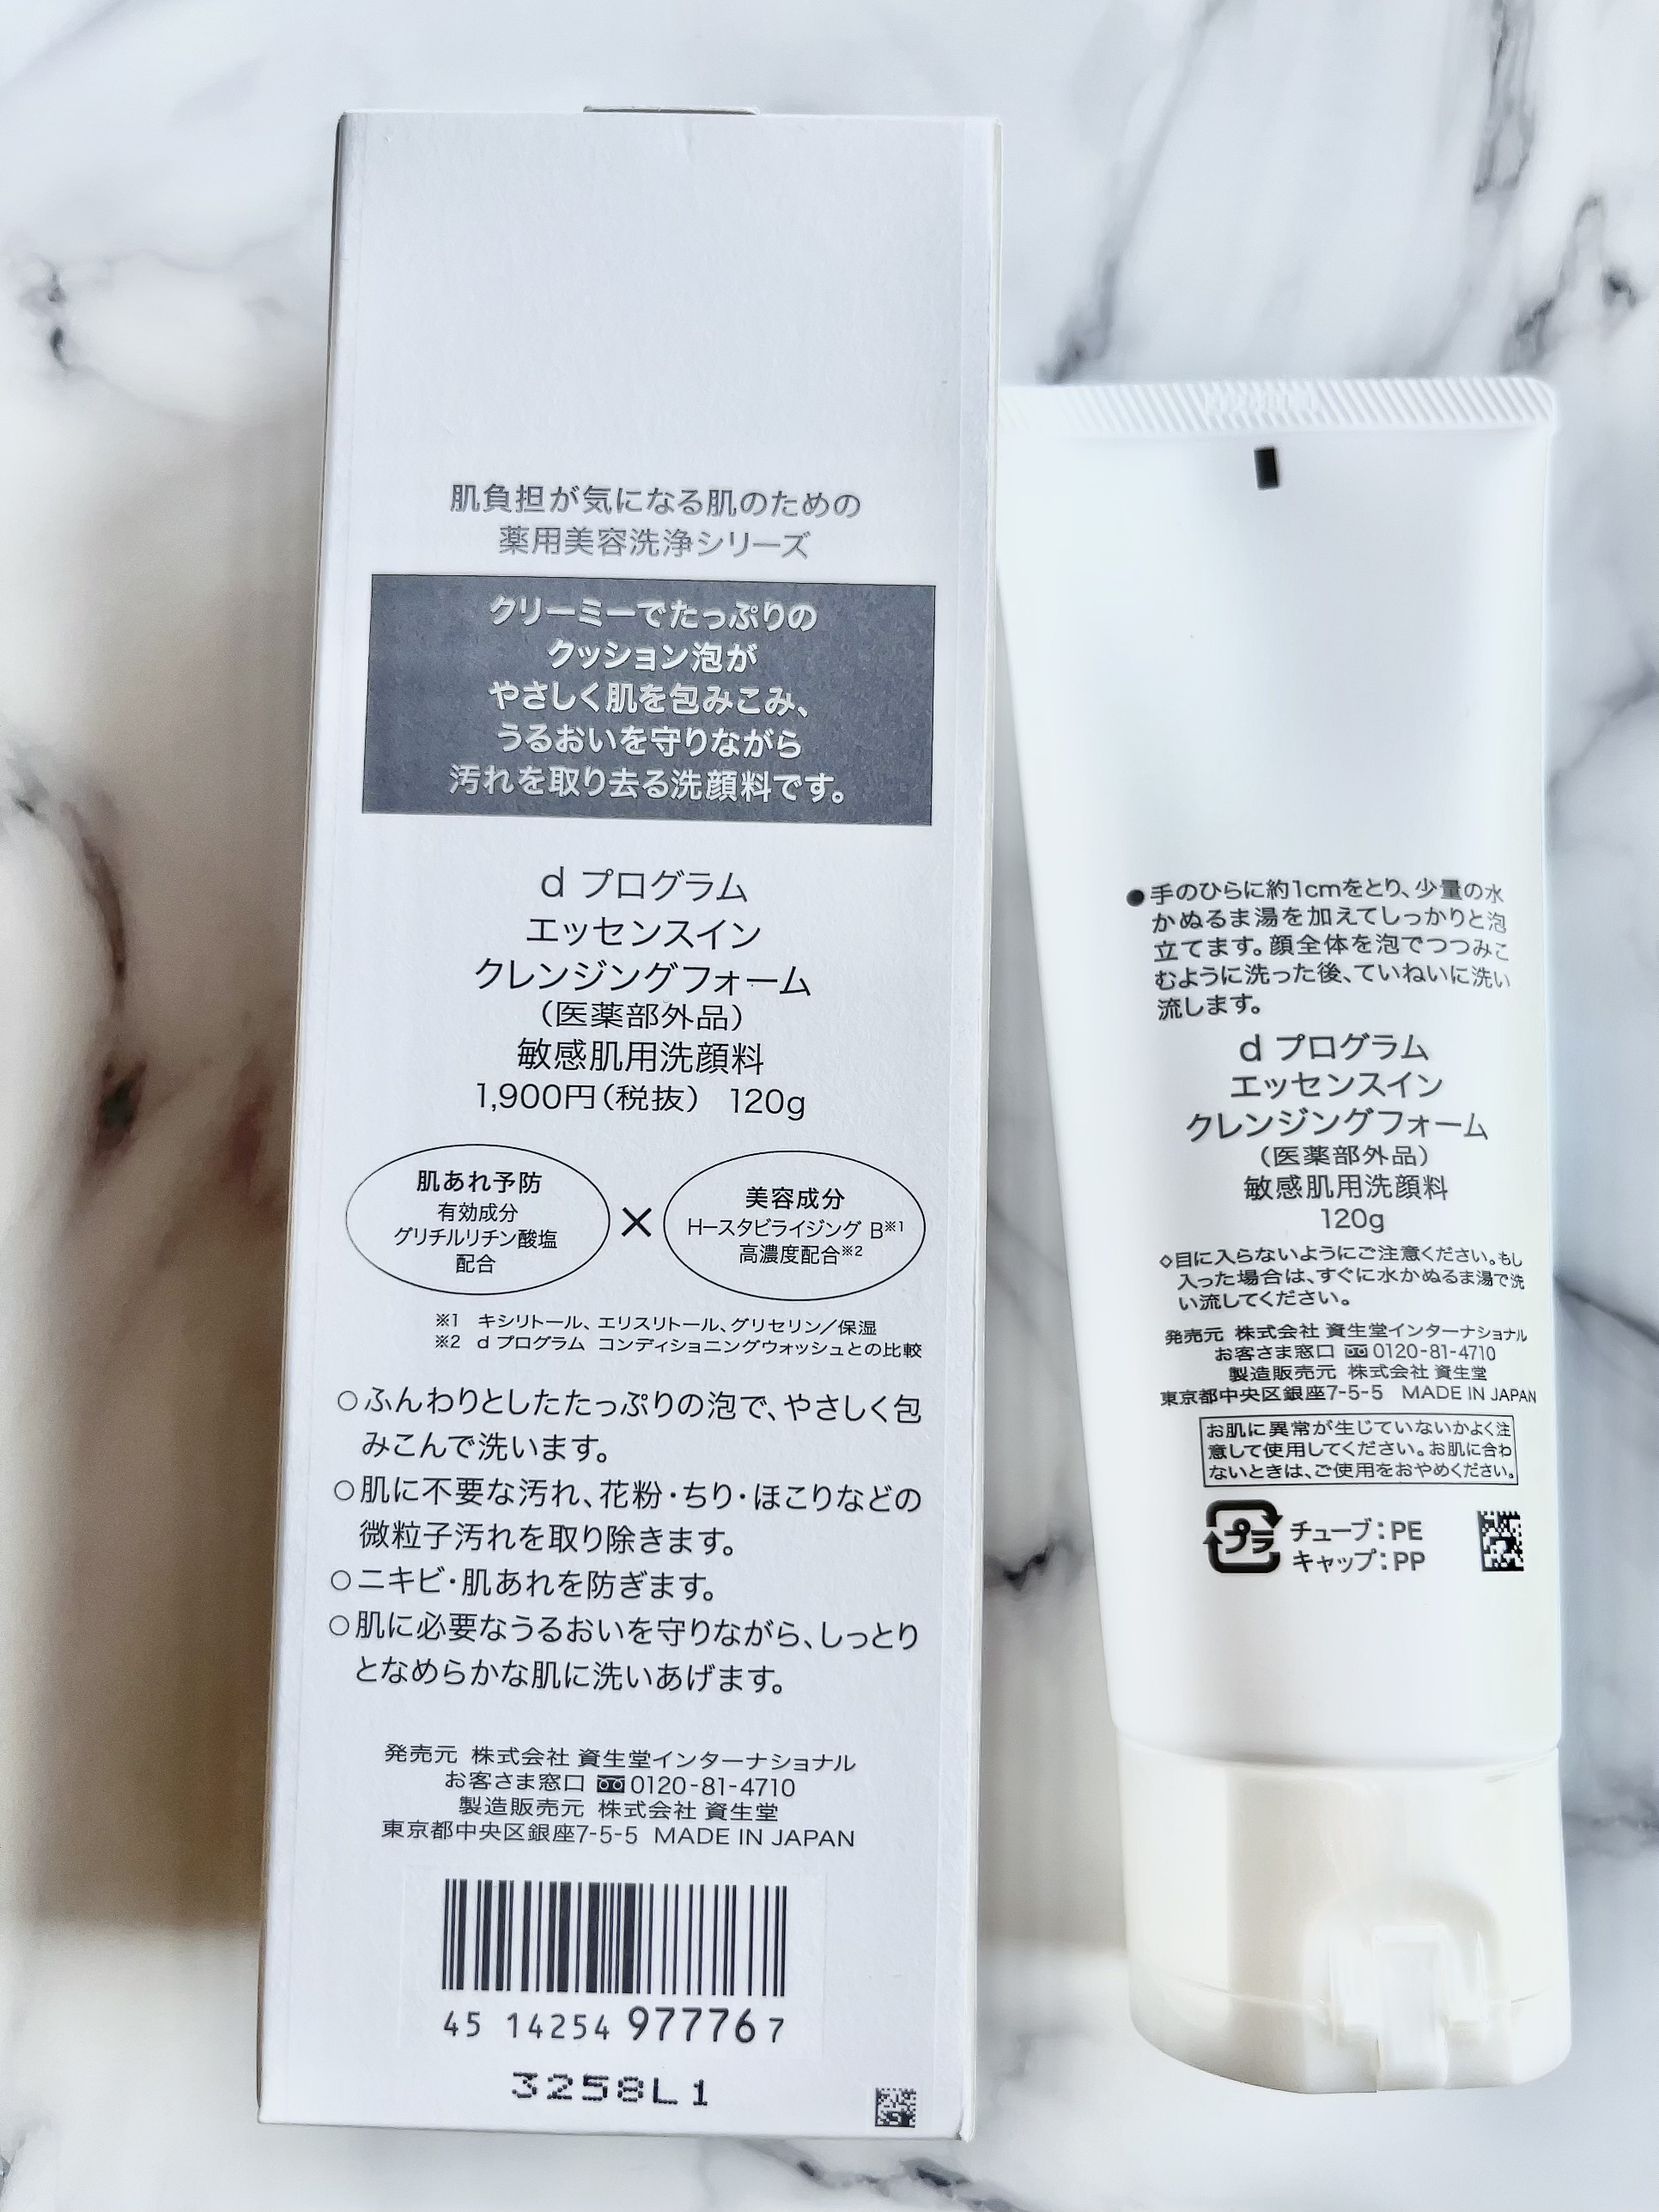 肌負担が気になる肌のための
薬用美容洗浄シリーズ
クリーミーでたっぷりの
クッション泡が
やさしく肌を包みこみ、
うるおいを守りながら
汚れを取り去る洗顔料です。
d プログラム
エッセンスイン
クレンジングフォーム
（医薬部外品）
敏感肌用洗顔料
1,900円（税抜） 120g
肌あれ予防
有効成分
グリチルリチン酸塩
配合
×
美容成分
H−スタビライジング B※1
高濃度配合※2
※1 キシリトール、エリスリトール、グリセリン／保湿
※2 d プログラム コンディショニングウォッシュとの比較
○ふんわりとしたたっぷりの泡で、やさしく包
みこんで洗います。
○肌に不要な汚れ、花粉・ちり・ほこりなどの
微粒子汚れを取り除きます。
○ニキビ・肌あれを防ぎます。
○肌に必要なうるおいを守りながら、しっとり
となめらかな肌に洗いあげます。
発売元 株式会社 資生堂インターナショナル
お客さま窓口 0120-81-4710
製造販売元 株式会社 資生堂
東京都中央区銀座7-5-5 MADE IN JAPAN
45 14254 97776 7
3258L1
●手のひらに約1cmをとり、少量の水
かぬるま湯を加えてしっかりと泡
立てます。顔全体を泡でつつみこ
むように洗った後、ていねいに洗い
流します。
d プログラム
エッセンスイン
クレンジングフォーム
（医薬部外品）
敏感肌用洗顔料
120g
◇目に入らないようにご注意ください。もし
入った場合は、すぐに水かぬるま湯で洗
い流してください。
発売元 株式会社 資生堂インターナショナル
お客さま窓口 0120-81-4710
製造販売元 株式会社 資生堂
東京都中央区銀座7-5-5 MADE IN JAPAN
お肌に異常が生じていないかよく注
意して使用してください。お肌に合わ
ないときは、ご使用をおやめください。
プラ チューブ：PE
キャップ：PP